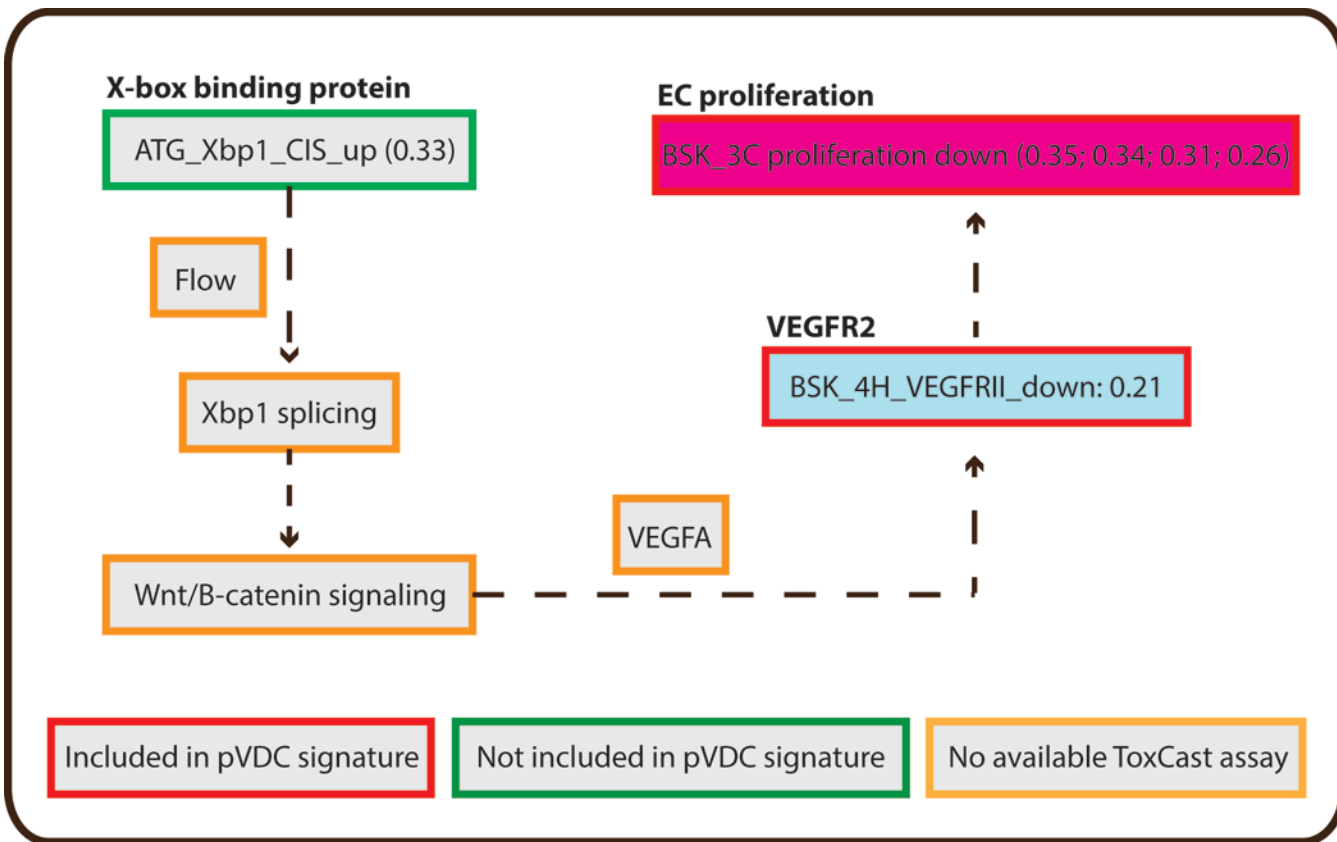 X-box binding protein
ATG_Xbp1_CIS_up (0.33)
Flow
Xbp1 splicing
Wnt/B-catenin signaling
VEGFA
EC proliferation
BSK_3C proliferation down (0.35; 0.34; 0.31; 0.26)
VEGFR2
BSK_4H_VEGFRII_down: 0.21
Included in pVDC signature
Not included in pVDC signature
No available ToxCast assay